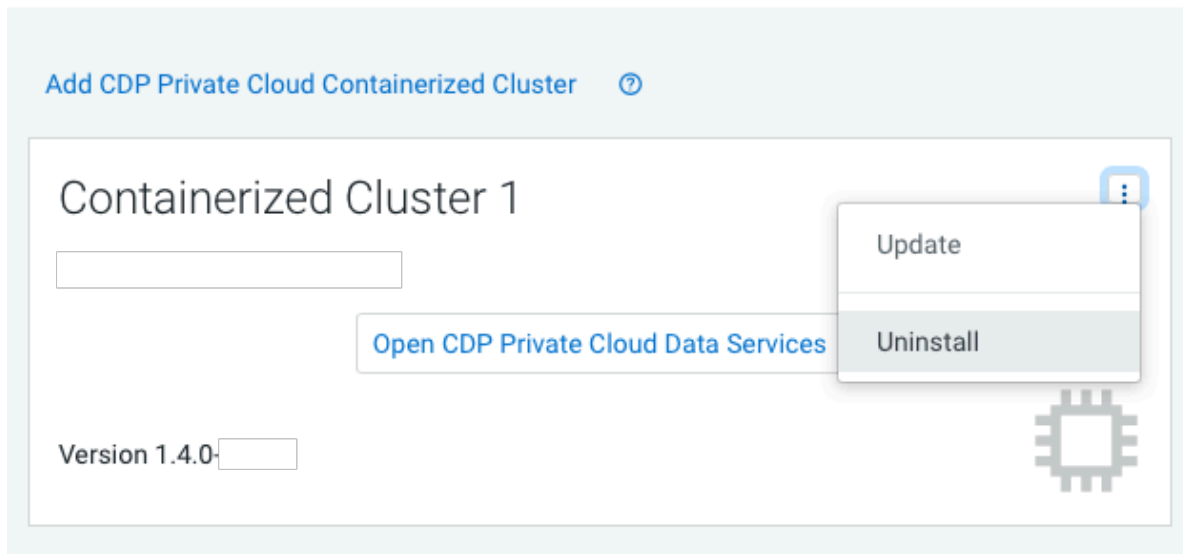 Add CDP Private Cloud Containerized Cluster
Containerized Cluster 1
Update
Open CDP Private Cloud Data Services
Uninstall
Version 1.4.0-